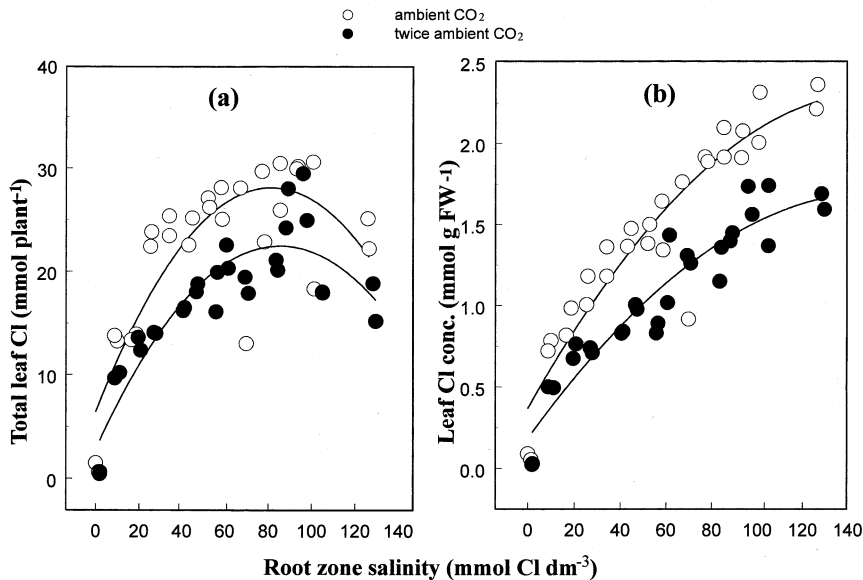 ambient CO₂
twice ambient CO₂
(a)
(b)
Total leaf Cl (mmol plant⁻¹)
40
30
20
10
0
0 20 40 60 80 100 120 140
Leaf Cl conc. (mmol g FW⁻¹)
2.5
2.0
1.5
1.0
0.5
0.0
0 20 40 60 80 100 120 140
Root zone salinity (mmol Cl dm⁻³)